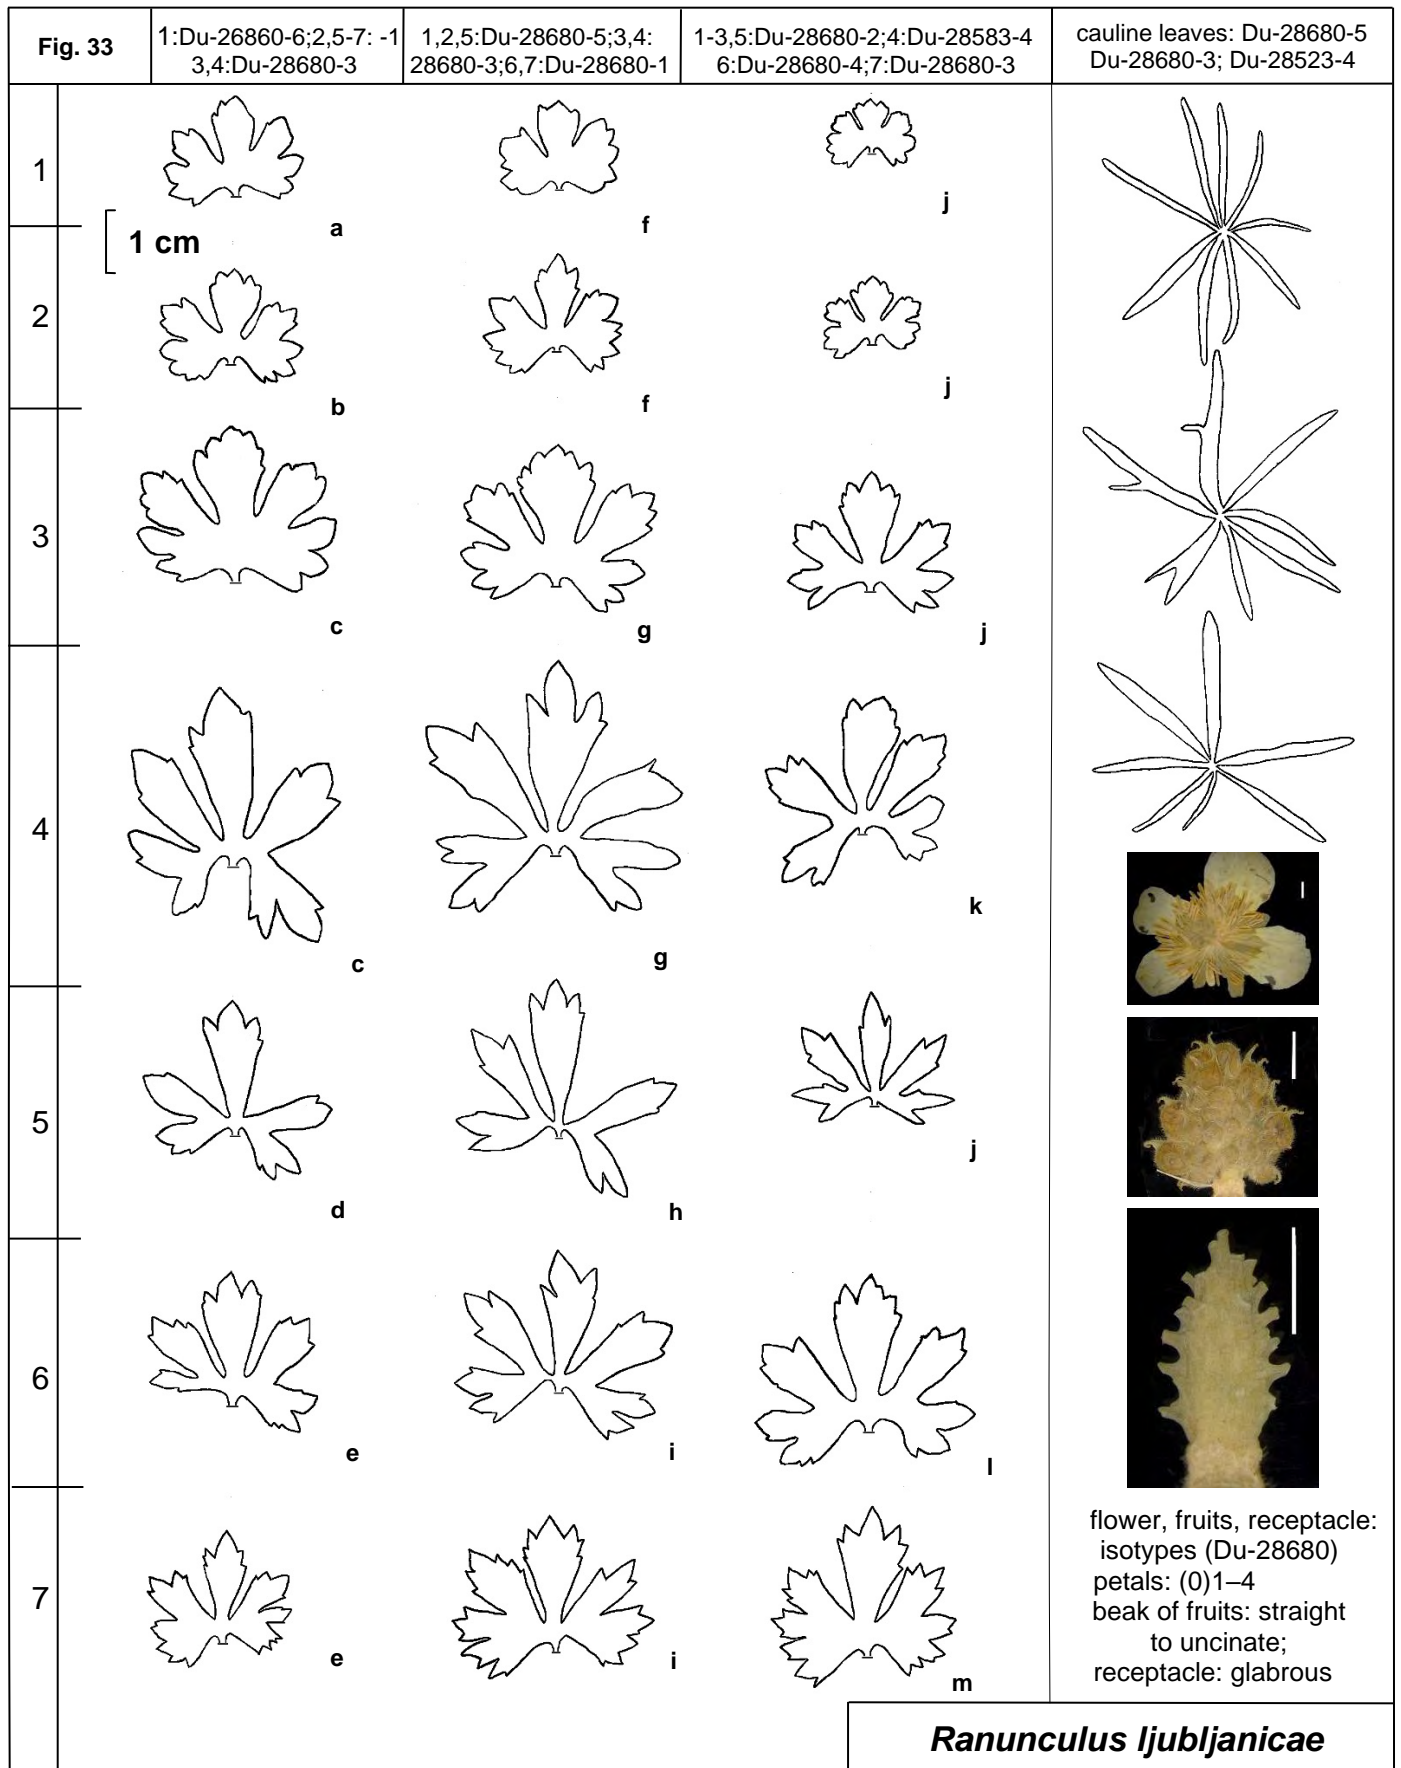 Fig. 33
1:Du-26860-6;2,5-7: -1
3,4:Du-28680-3
1,2,5:Du-28680-5;3,4:
28680-3;6,7:Du-28680-1
1-3,5:Du-28680-2;4:Du-28583-4
6:Du-28680-4;7:Du-28680-3
cauline leaves: Du-28680-5
Du-28680-3; Du-28523-4
1
a
f
j
1 cm
2
b
f
j
3
c
g
j
4
c
g
k
5
d
h
j
6
e
i
l
7
e
i
m
flower, fruits, receptacle:
isotypes (Du-28680)
petals: (0)1–4
beak of fruits: straight
to uncinate;
receptacle: glabrous
Ranunculus ljubljanicae